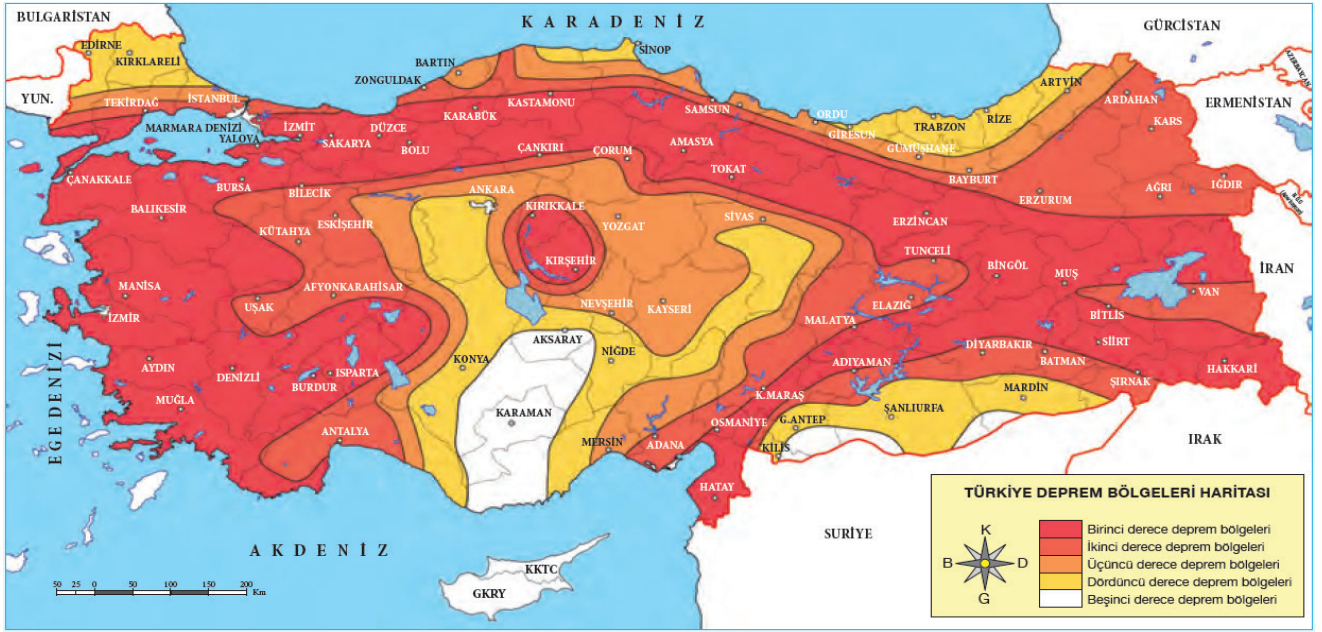 BULGARİSTAN
KARADENİZ
GÜRCİSTAN
EDİRNE
KIRKLARELİ
SİNOP
BARTIN
ZONGULDAK
ARTVİN
AZERBAYCAN
YUN.
TEKİRDAĞ
İSTANBUL
KASTAMONU
SAMSUN
ORDU
ARDAHAN
ERMENİSTAN
KARABÜK
MARMARA DENİZİ
YALOVA
İZMİT
SAKARYA
DÜZCE
BOLU
GİRESUN
TRABZON
RİZE
KARS
ÇANKIRI
ÇORUM
AMASYA
GÜMÜŞHANE
TOKAT
BAYBURT
ÇANAKKALE
BURSA
BİLECİK
ANKARA
ERZURUM
AĞRI
IĞDIR
BALIKESİR
ESKİŞEHİR
KÜTAHYA
KIRIKKALE
YOZGAT
SİVAS
ERZİNCAN
TUNCELİ
KIRŞEHİR
BİNGÖL
MUŞ
İRAN
MANİSA
UŞAK
AFYONKARAHİSAR
NEVŞEHİR
KAYSERİ
ELAZIĞ
VAN
İZMİR
MALATYA
BİTLİS
EGE DENİZİ
AKSARAY
NİĞDE
DİYARBAKIR
SİİRT
AYDIN
DENİZLİ
BURDUR
ISPARTA
KONYA
ADIYAMAN
BATMAN
HAKKARİ
MUĞLA
K.MARAŞ
MARDİN
ŞIRNAK
KARAMAN
ŞANLIURFA
ANTALYA
MERSİN
ADANA
OSMANİYE
G.ANTEP
KİLİS
IRAK
HATAY
SURİYE
AKDENİZ
KKTC
GKRY
50 25 0 50 100 150 200
Km
TÜRKİYE DEPREM BÖLGELERİ HARİTASI
K
B
D
G
Birinci derece deprem bölgeleri
İkinci derece deprem bölgeleri
Üçüncü derece deprem bölgeleri
Dördüncü derece deprem bölgeleri
Beşinci derece deprem bölgeleri